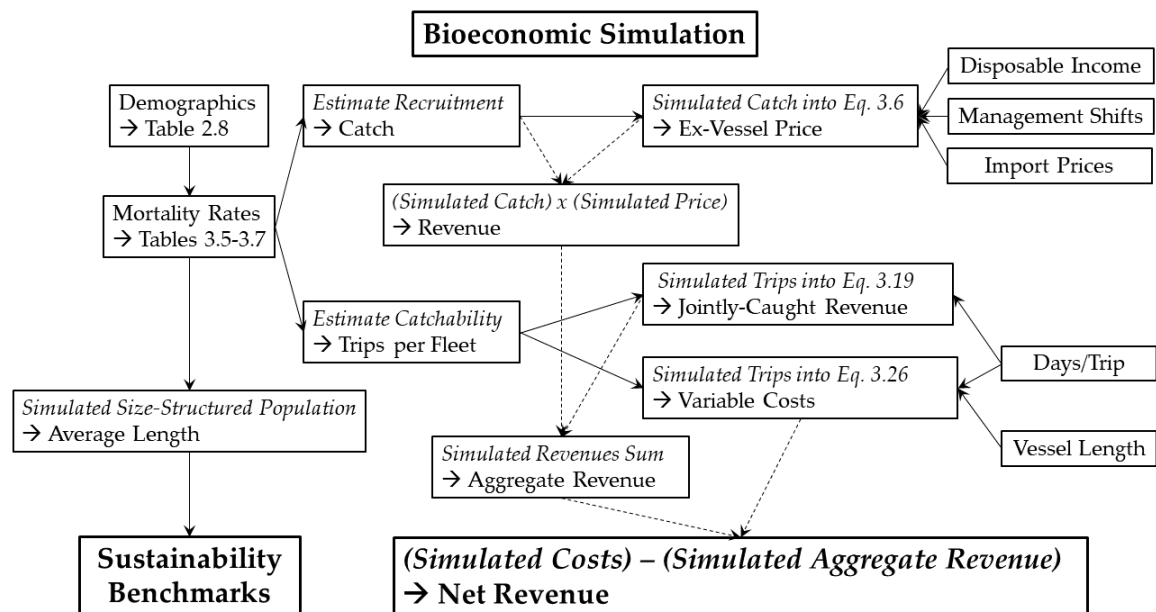 Bioeconomic Simulation
Disposable Income
Management Shifts
Import Prices
Demographics
→ Table 2.8
Estimate Recruitment
→ Catch
Simulated Catch into Eq. 3.6
→ Ex-Vessel Price
Mortality Rates
→ Tables 3.5-3.7
(Simulated Catch) x (Simulated Price)
→ Revenue
Estimate Catchability
→ Trips per Fleet
Simulated Trips into Eq. 3.19
→ Jointly-Caught Revenue
Simulated Trips into Eq. 3.26
→ Variable Costs
Days/Trip
Vessel Length
Simulated Size-Structured Population
→ Average Length
Simulated Revenues Sum
→ Aggregate Revenue
Sustainability
Benchmarks
(Simulated Costs) – (Simulated Aggregate Revenue)
→ Net Revenue